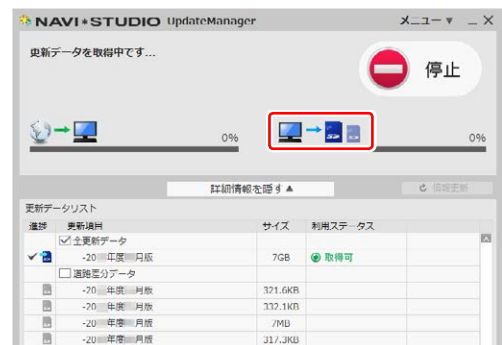 NAVI*STUDIO UpdateManager
メニュー ▼ _ X
更新データを取得中です...
停止
0%
0%
詳細情報を隠す▲
情報更新
更新データリスト
進捗 更新項目 サイズ 利用ステータス
全更新データ
-20 年度 月版 7GB 取得可
道路差分データ
-20 年度 月版 321.6KB
-20 年度 月版 332.1KB
-20 年度 月版 7MB
-20 年度 月版 317.3KB